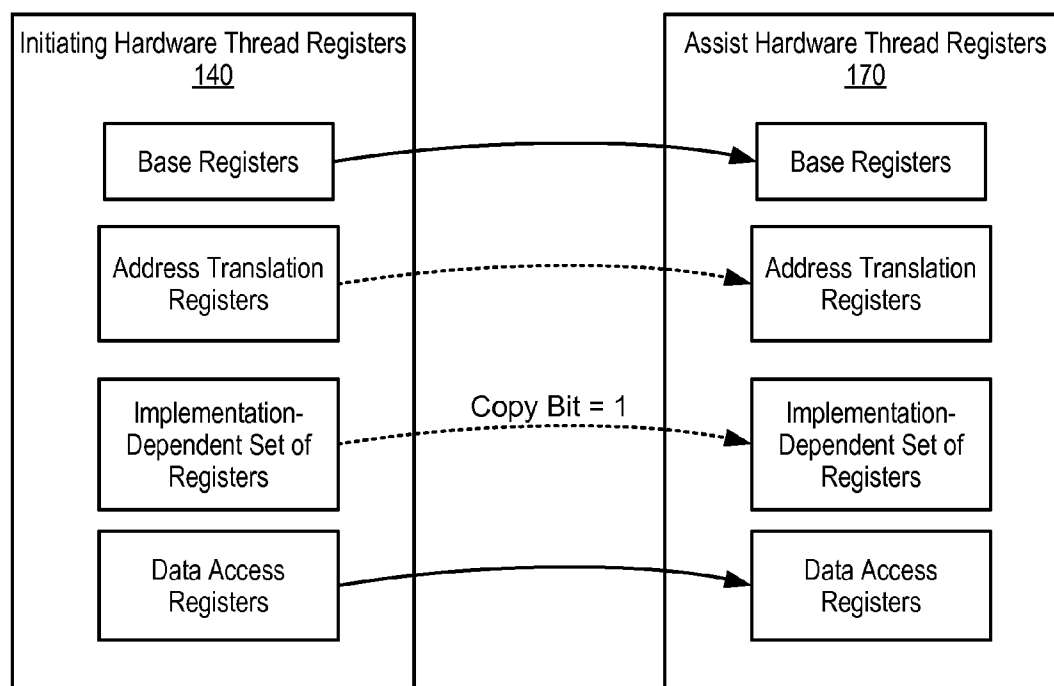 Initiating Hardware Thread Registers
140
Base Registers
Address Translation
Registers
Implementation-
Dependent Set of
Registers
Data Access
Registers
Copy Bit = 1
Assist Hardware Thread Registers
170
Base Registers
Address Translation
Registers
Implementation-
Dependent Set of
Registers
Data Access
Registers